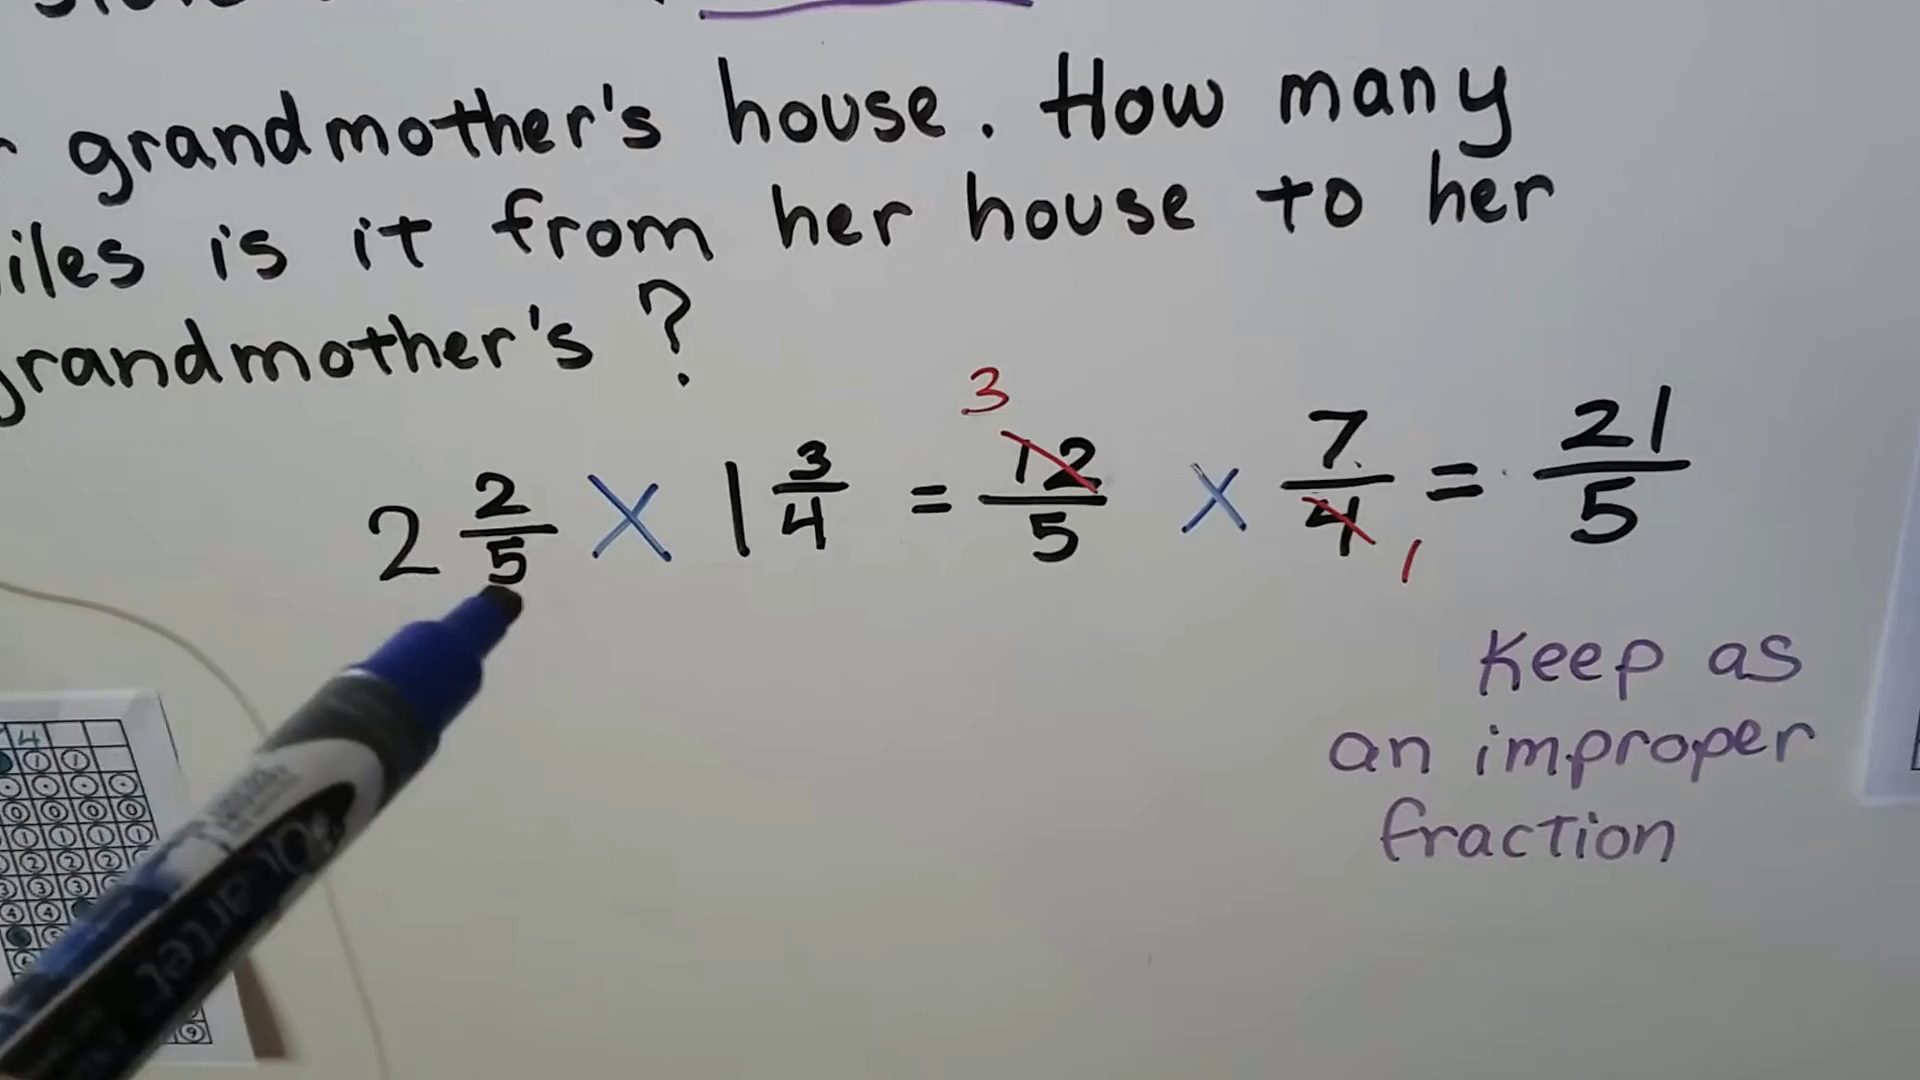 grandmother's house. How many
iles is it from her house to her
grandmother's?
2 2/5 × 1 3/4 = 3 12/5 × 7/4 1 = 21/5
Keep as
an improper
fraction